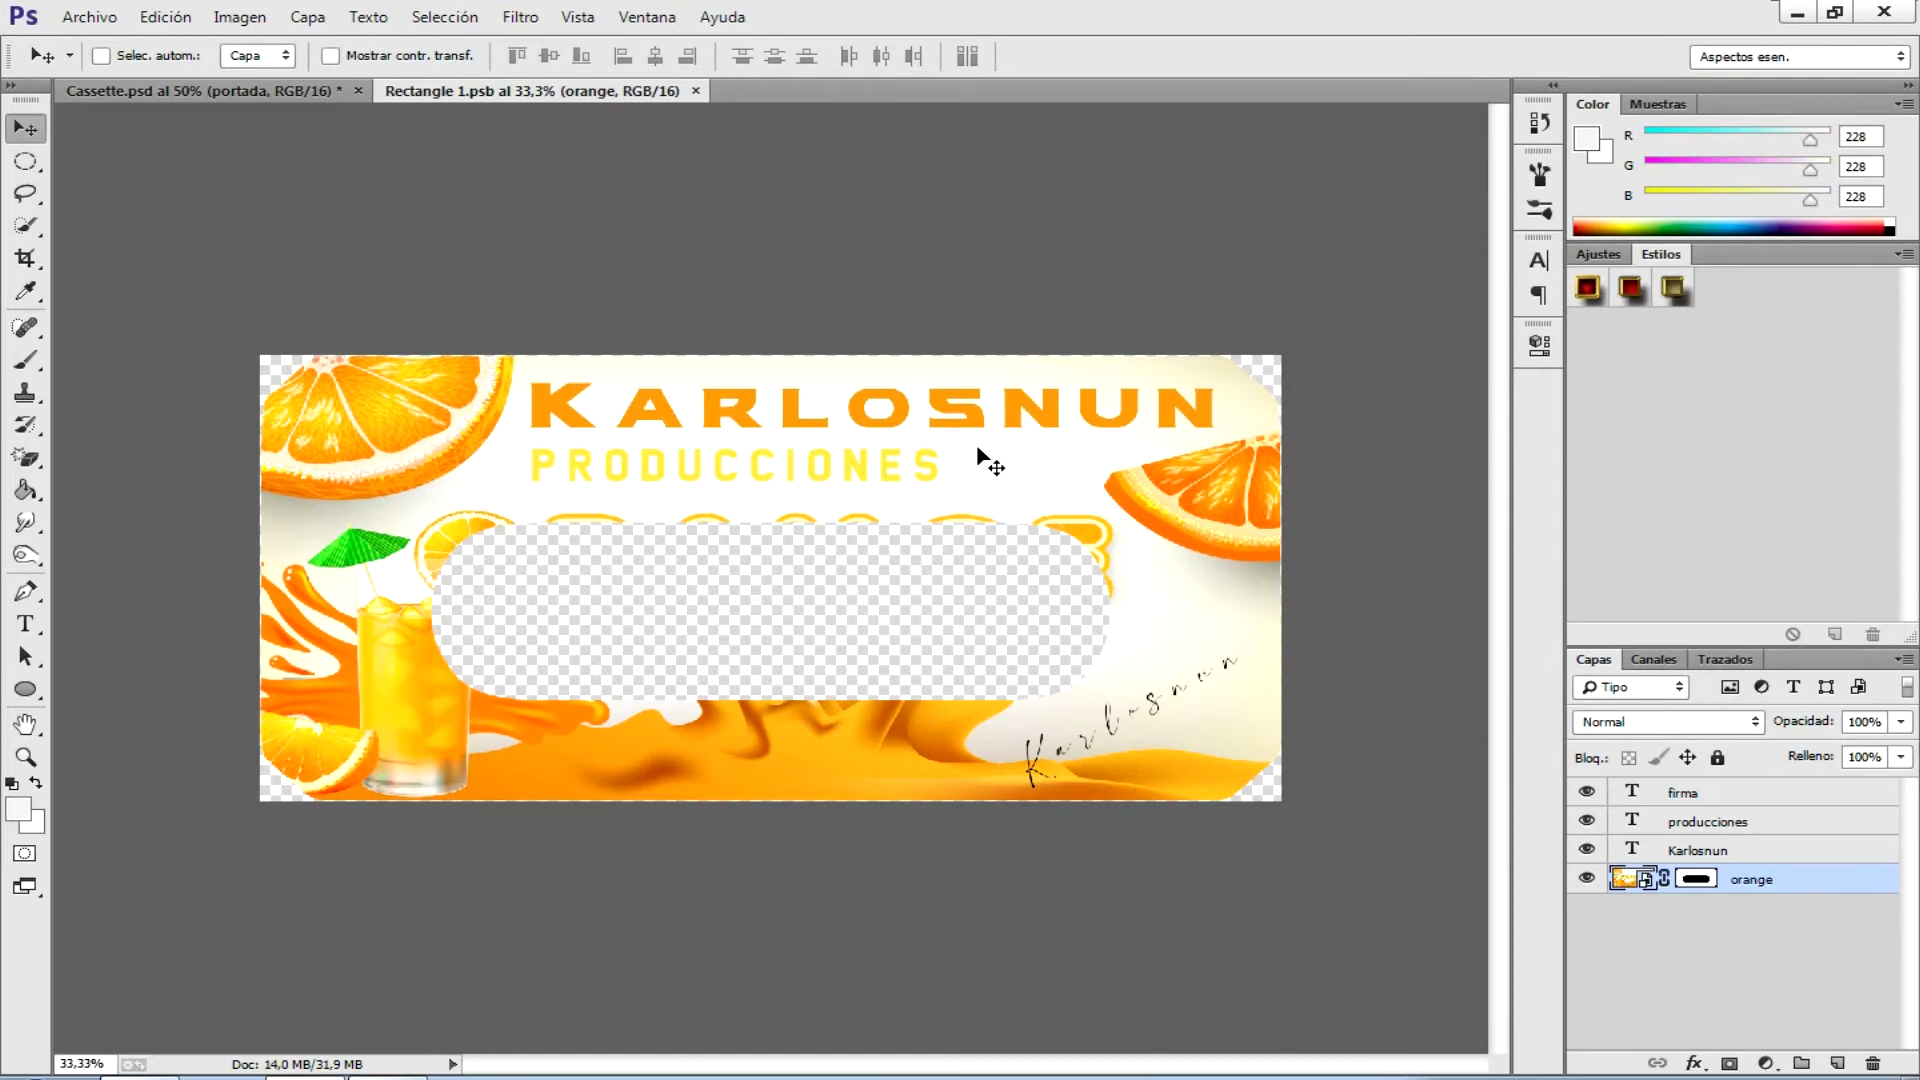 Ps Archivo Edición Imagen Capa Texto Selección Filtro Vista Ventana Ayuda
Selec. autom.: Capa Mostrar contr. transf. Aspectos esen.
Cassette.psd al 50% (portada, RGB/16) * × Rectangle 1.psb al 33,3% (orange, RGB/16) ×
Color Muestras
R 228
G 228
B 228
Ajustes Estilos
KARLOSNUN
PRODUCCIONES
Karlosnun
Capas Canales Trazados
Tipo
Normal Opacidad: 100%
Bloq.: Relleno: 100%
T firma
T producciones
T Karlosnun
orange
33,33% Doc: 14,0 MB/31,9 MB